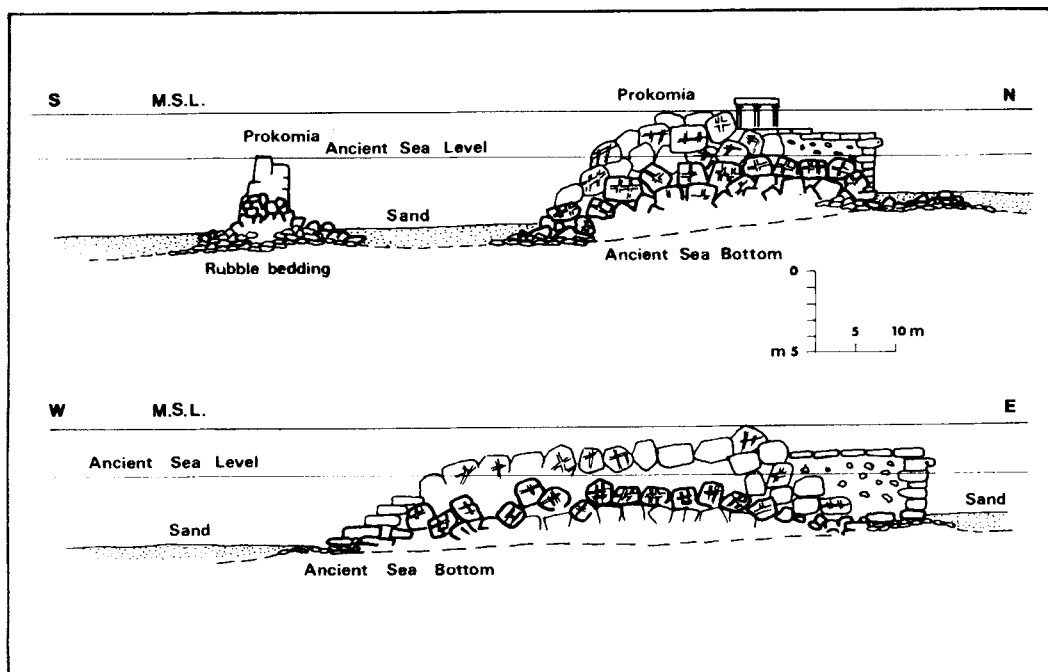 S M.S.L. Prokomia N
Prokomia
Ancient Sea Level
Sand
Rubble bedding
Ancient Sea Bottom
0
5 10 m
m 5
W M.S.L. E
Ancient Sea Level
Sand
Sand
Ancient Sea Bottom